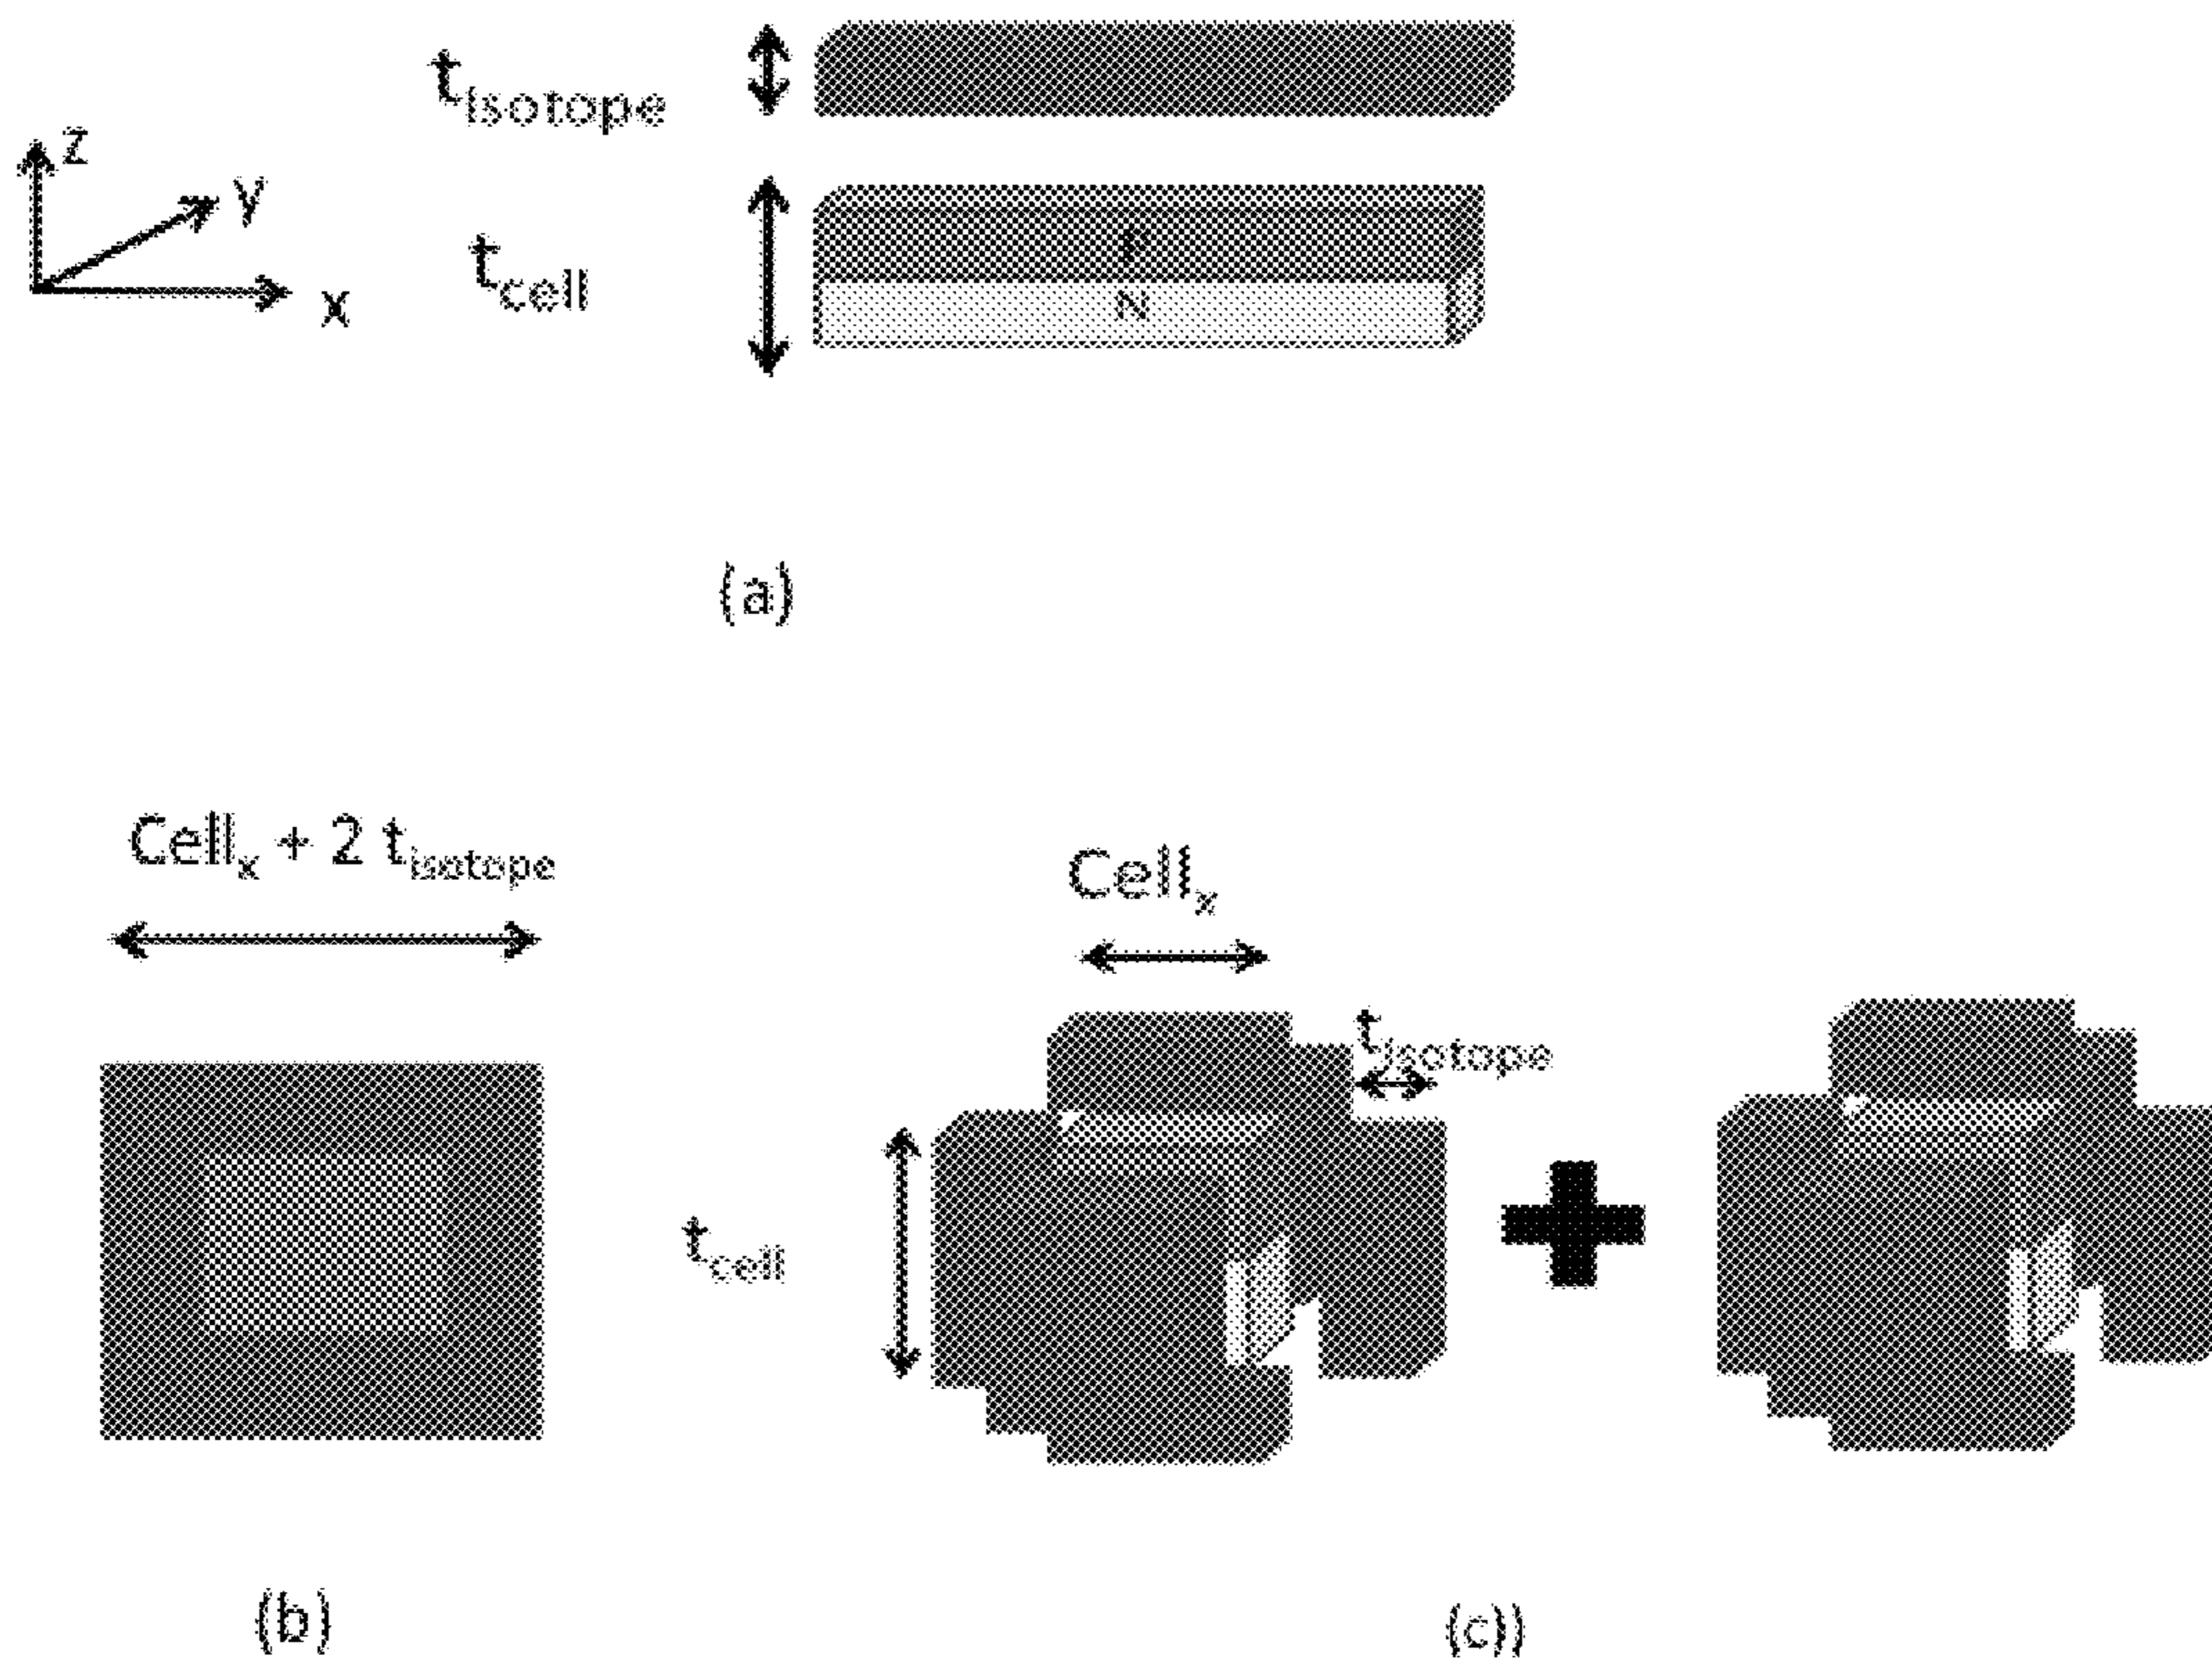 t_isotope
z
y
x
t_cell
P
N
(a)
Cell_x + 2 t_isotope
Cell_x
t_isotope
t_cell
(b)
(c))